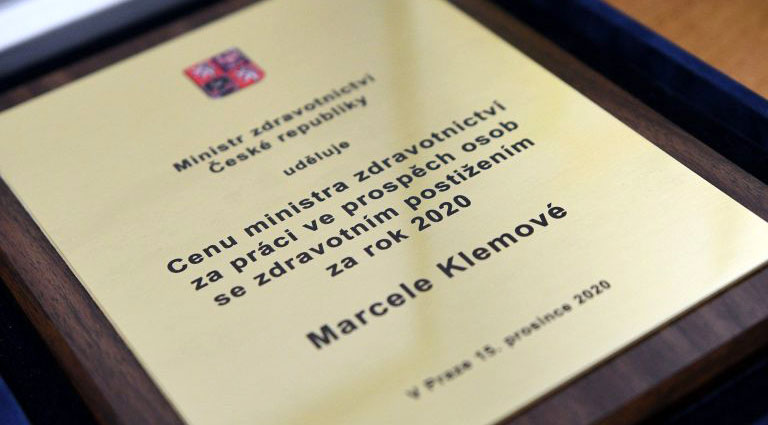 Ministr zdravotnictví
České republiky
uděluje
Cenu ministra zdravotnictví
za práci ve prospěch osob
se zdravotním postižením
za rok 2020
Marcele Klemové
V Praze 15. prosince 2020